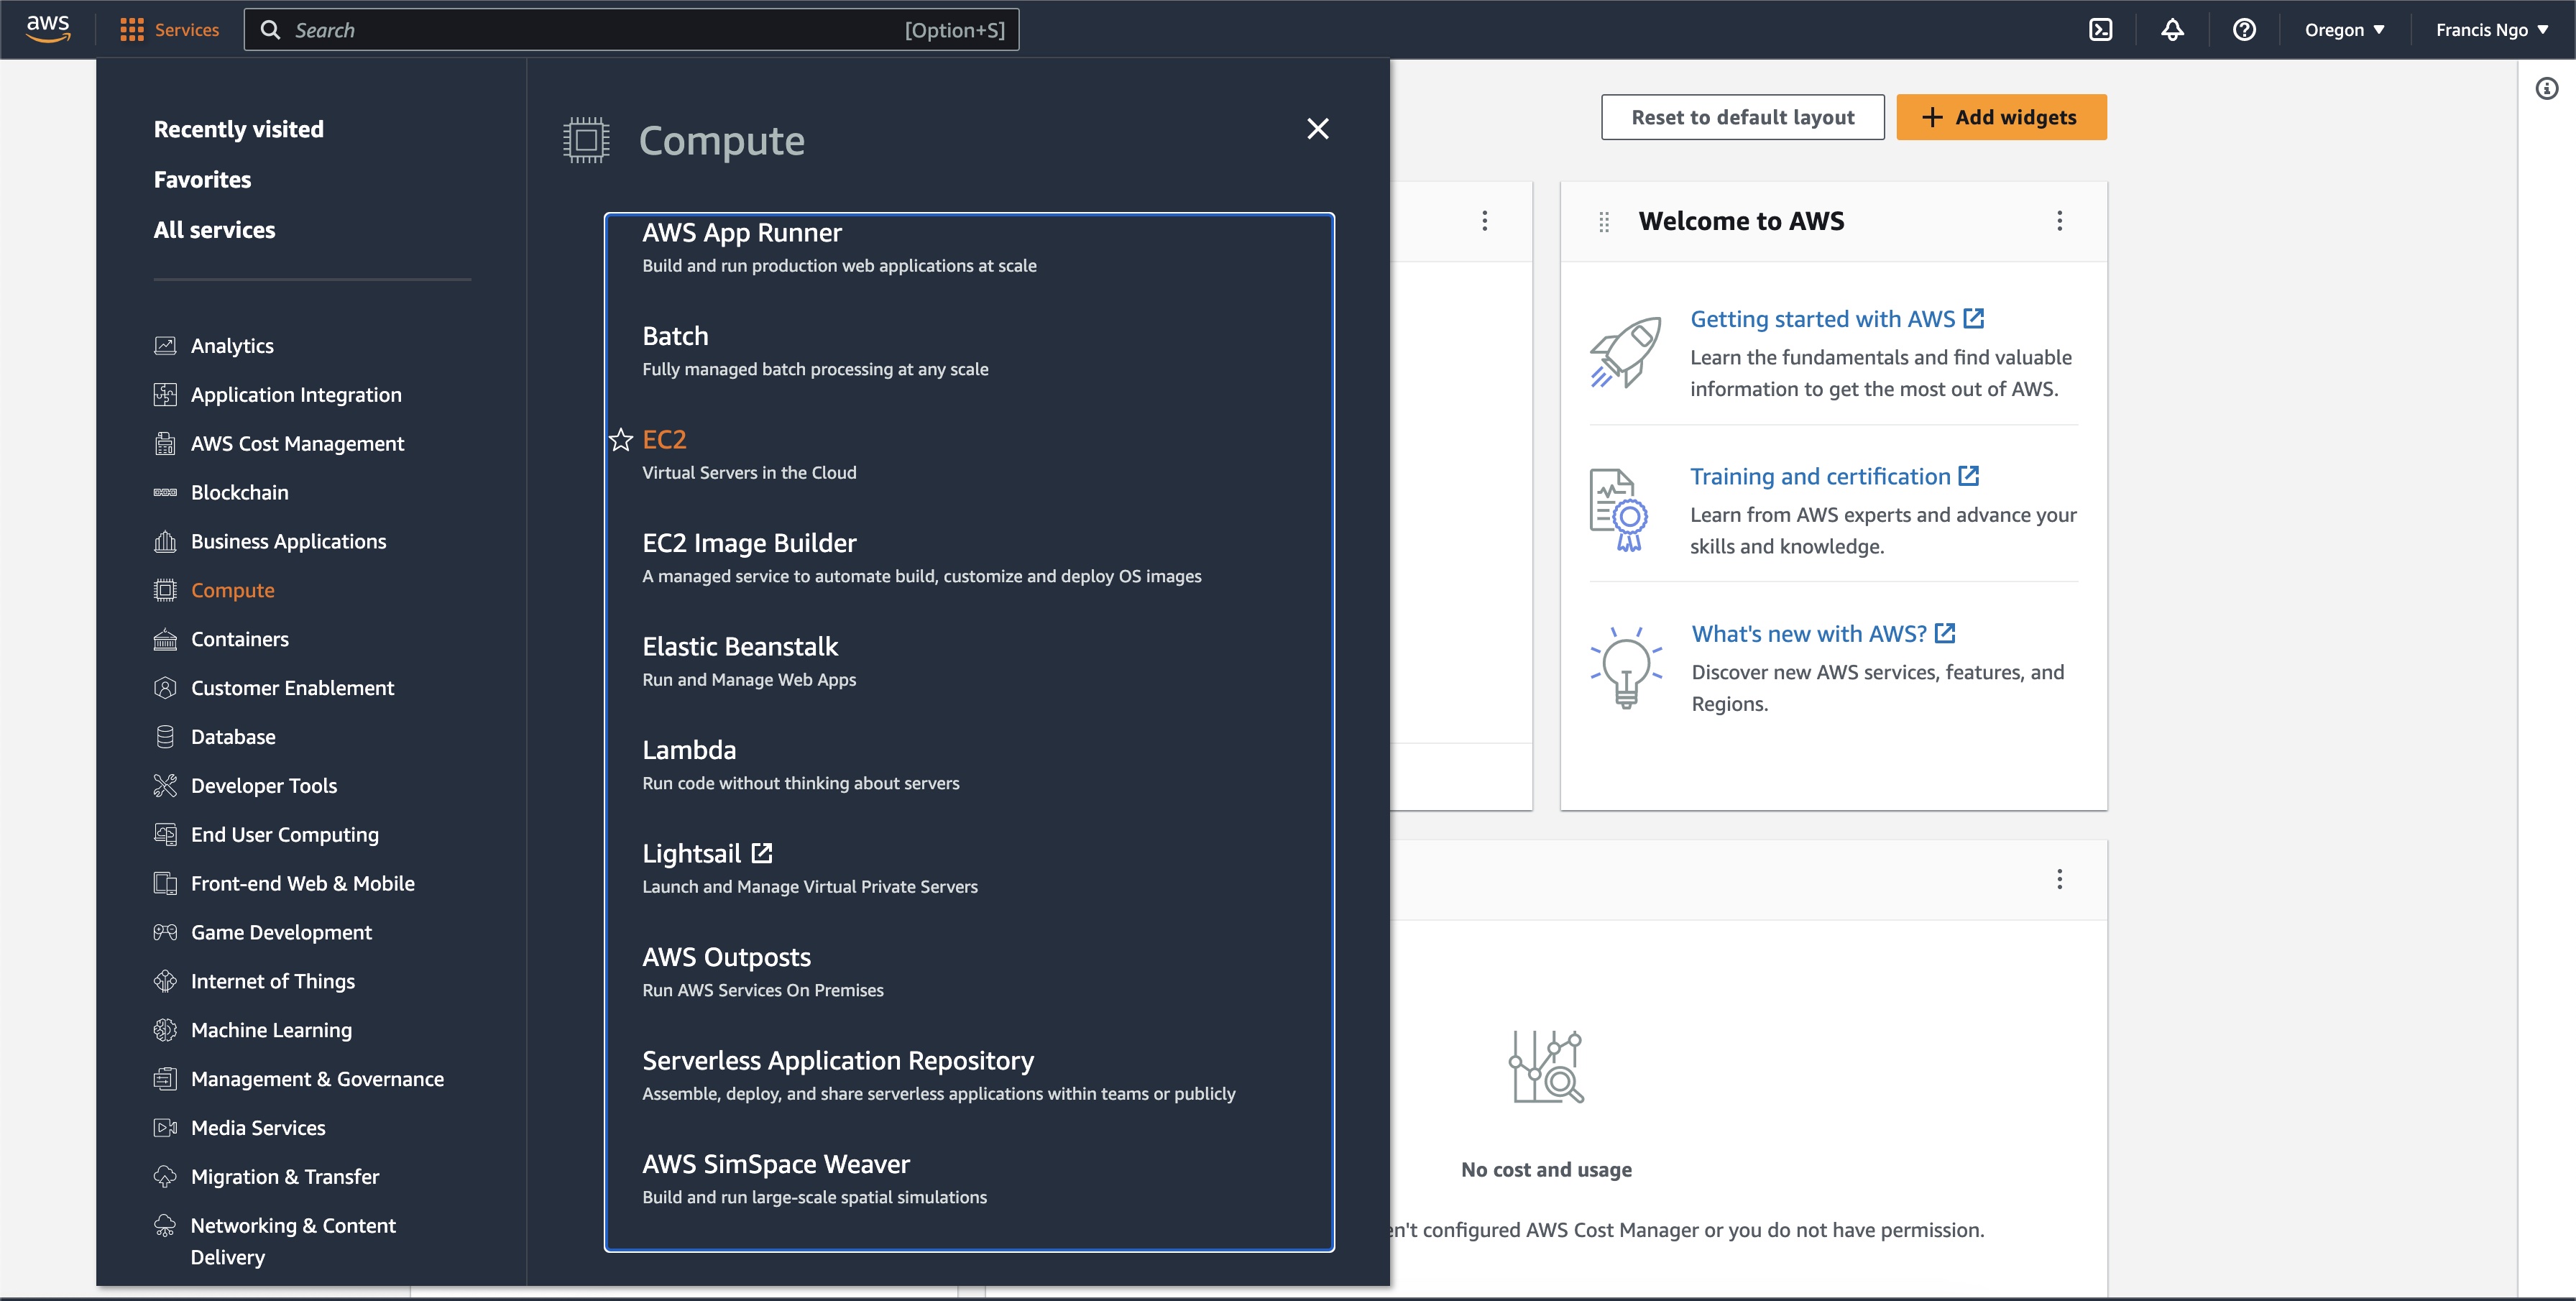 aws
Services
Search
[Option+S]
Oregon
Francis Ngo
Recently visited
Favorites
All services
Analytics
Application Integration
AWS Cost Management
Blockchain
Business Applications
Compute
Containers
Customer Enablement
Database
Developer Tools
End User Computing
Front-end Web & Mobile
Game Development
Internet of Things
Machine Learning
Management & Governance
Media Services
Migration & Transfer
Networking & Content
Delivery
Compute
AWS App Runner
Build and run production web applications at scale
Batch
Fully managed batch processing at any scale
EC2
Virtual Servers in the Cloud
EC2 Image Builder
A managed service to automate build, customize and deploy OS images
Elastic Beanstalk
Run and Manage Web Apps
Lambda
Run code without thinking about servers
Lightsail
Launch and Manage Virtual Private Servers
AWS Outposts
Run AWS Services On Premises
Serverless Application Repository
Assemble, deploy, and share serverless applications within teams or publicly
AWS SimSpace Weaver
Build and run large-scale spatial simulations
Reset to default layout
Add widgets
Welcome to AWS
Getting started with AWS
Learn the fundamentals and find valuable
information to get the most out of AWS.
Training and certification
Learn from AWS experts and advance your
skills and knowledge.
What's new with AWS?
Discover new AWS services, features, and
Regions.
No cost and usage
en't configured AWS Cost Manager or you do not have permission.